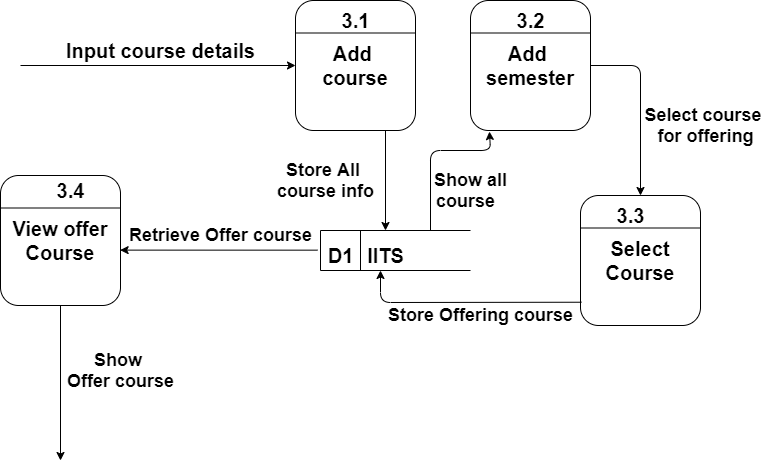 3.1
Add
course
3.2
Add
semester
Input course details
Select course
for offering
Store All
course info
Show all
course
3.4
View offer
Course
Retrieve Offer course
D1
IITS
3.3
Select
Course
Store Offering course
Show
Offer course